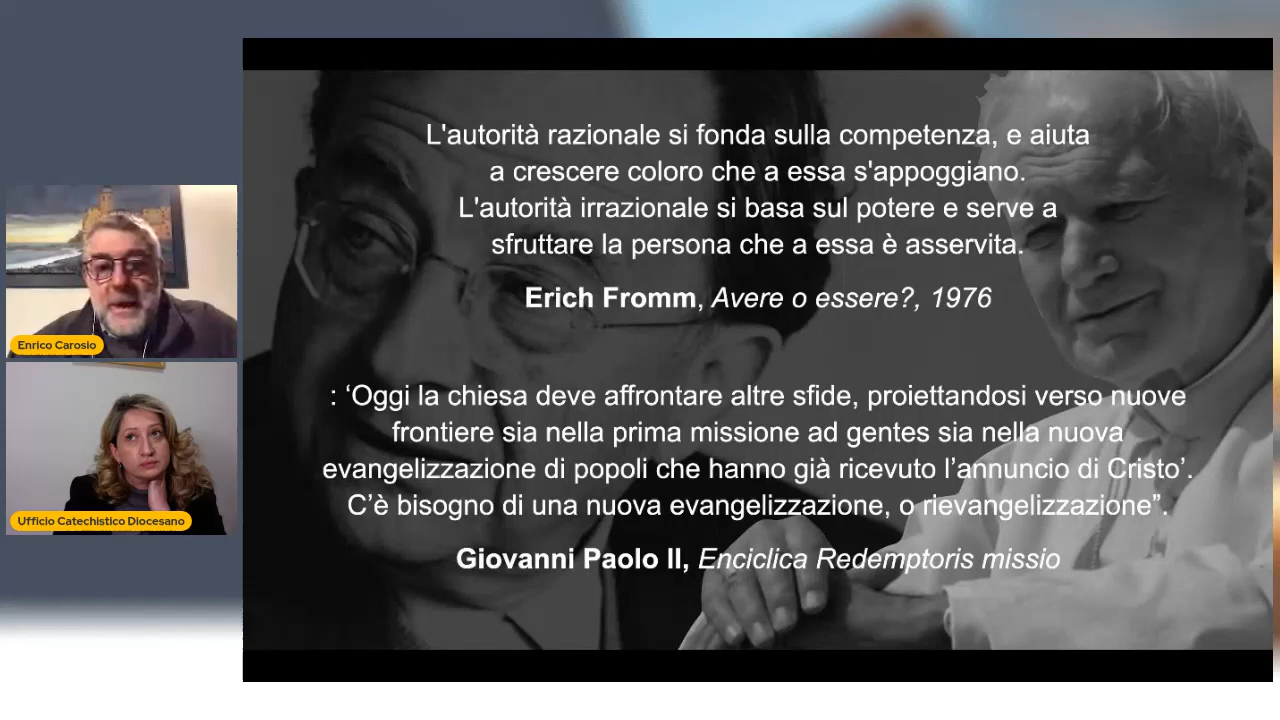 L'autorità razionale si fonda sulla competenza, e aiuta
a crescere coloro che a essa s'appoggiano.
L'autorità irrazionale si basa sul potere e serve a
sfruttare la persona che a essa è asservita.
Erich Fromm, Avere o essere?, 1976
: ‘Oggi la chiesa deve affrontare altre sfide, proiettandosi verso nuove
frontiere sia nella prima missione ad gentes sia nella nuova
evangelizzazione di popoli che hanno già ricevuto l’annuncio di Cristo’.
C’è bisogno di una nuova evangelizzazione, o rievangelizzazione”.
Giovanni Paolo II, Enciclica Redemptoris missio
Enrico Carosio
Ufficio Catechistico Diocesano